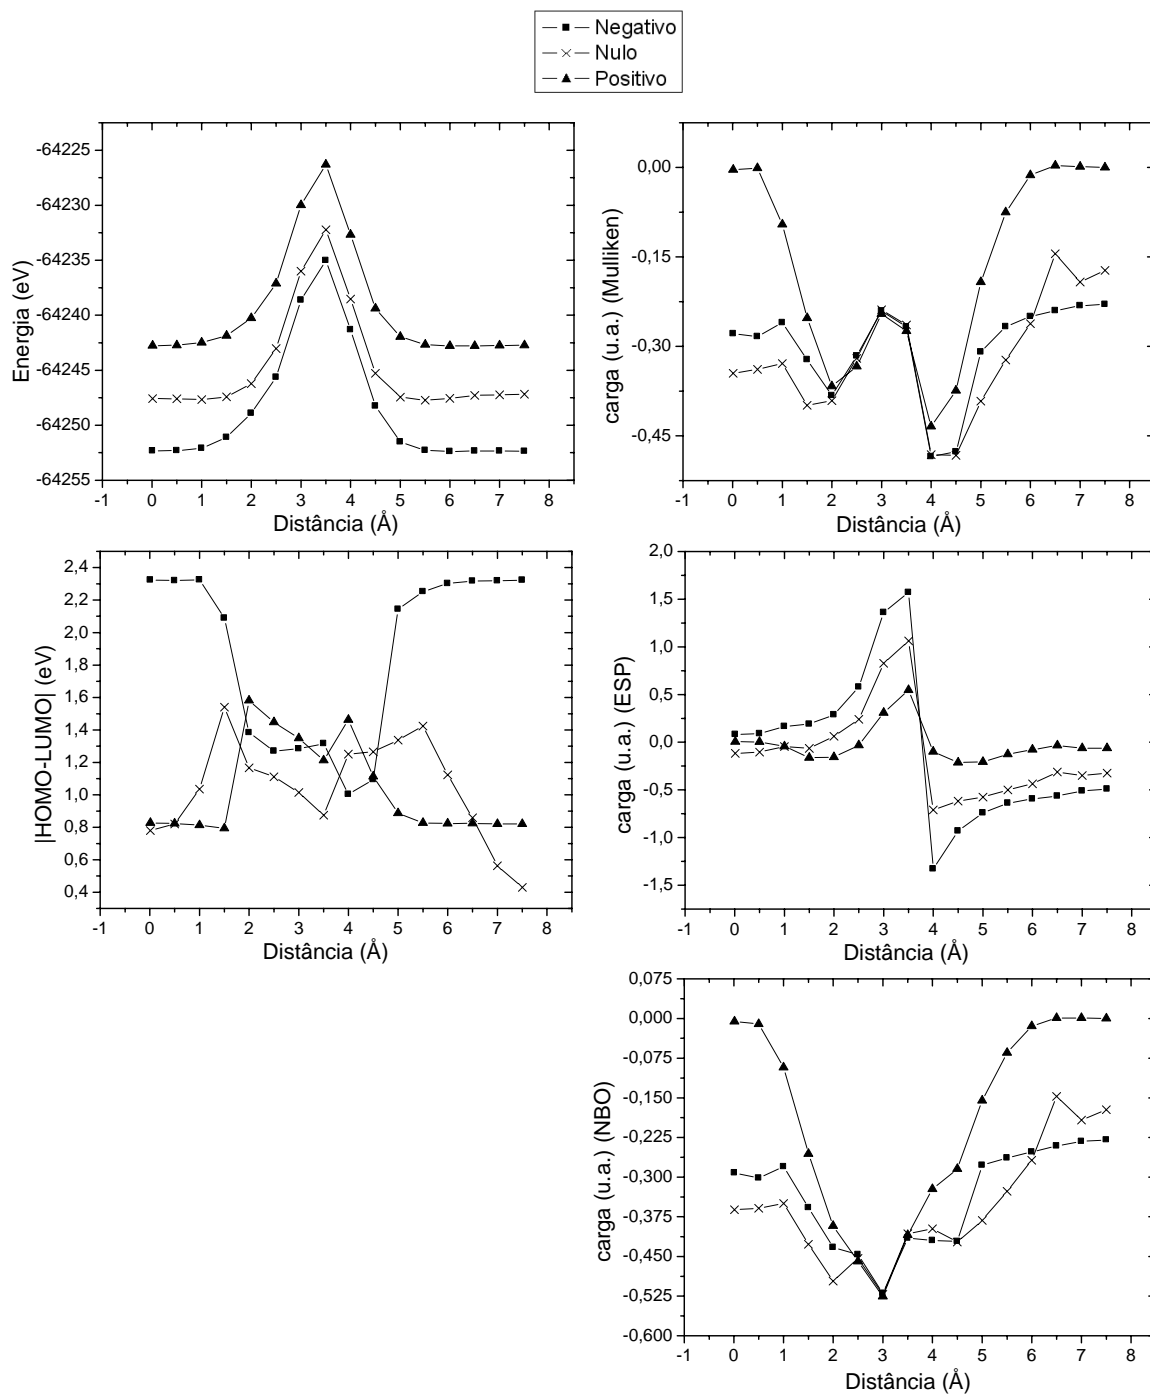 Negativo
Nulo
Positivo
-64225
-64230
-64235
-64240
-64245
-64250
-64255
Energia (eV)
-1 0 1 2 3 4 5 6 7 8
Distância (Å)
0,00
-0,15
-0,30
-0,45
carga (u.a.) (Mulliken)
-1 0 1 2 3 4 5 6 7 8
Distância (Å)
2,4
2,2
2,0
1,8
1,6
1,4
1,2
1,0
0,8
0,6
0,4
|HOMO-LUMO| (eV)
-1 0 1 2 3 4 5 6 7 8
Distância (Å)
2,0
1,5
1,0
0,5
0,0
-0,5
-1,0
-1,5
carga (u.a.) (ESP)
-1 0 1 2 3 4 5 6 7 8
Distância (Å)
0,075
0,000
-0,075
-0,150
-0,225
-0,300
-0,375
-0,450
-0,525
-0,600
carga (u.a.) (NBO)
-1 0 1 2 3 4 5 6 7 8
Distância (Å)